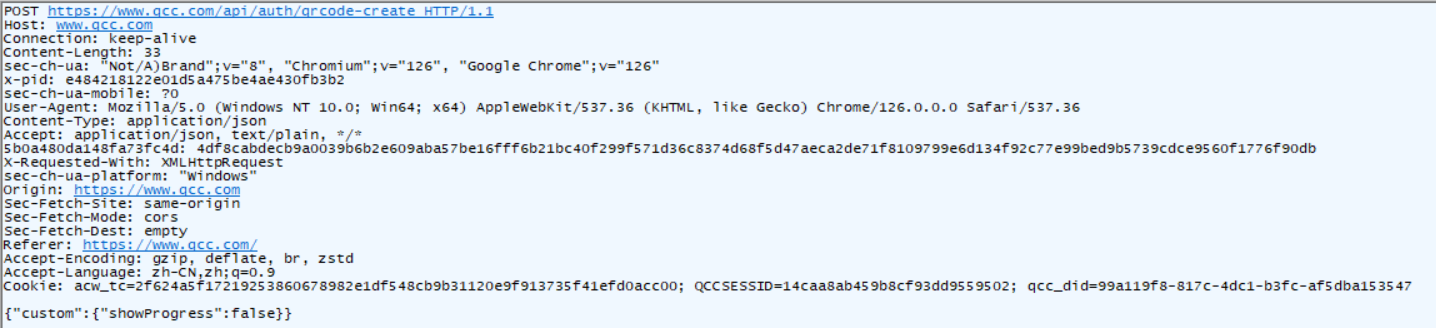 POST https://www.qcc.com/api/auth/qrcode-create HTTP/1.1
Host: www.qcc.com
Connection: keep-alive
Content-Length: 33
sec-ch-ua: "Not/A)Brand";v="8", "Chromium";v="126", "Google Chrome";v="126"
x-pid: e484218122e01d5a475be4ae430fb3b2
sec-ch-ua-mobile: ?0
User-Agent: Mozilla/5.0 (Windows NT 10.0; Win64; x64) AppleWebKit/537.36 (KHTML, like Gecko) Chrome/126.0.0.0 Safari/537.36
Content-Type: application/json
Accept: application/json, text/plain, */*
5b0a480da148fa73fc4d: 4df8cabdecb9a0039b6b2e609aba57be16fff6b21bc40f299f571d36c8374d68f5d47aeca2de71f8109799e6d134f92c77e99bed9b5739cdce9560f1776f90db
X-Requested-With: XMLHttpRequest
sec-ch-ua-platform: "Windows"
Origin: https://www.qcc.com
Sec-Fetch-Site: same-origin
Sec-Fetch-Mode: cors
Sec-Fetch-Dest: empty
Referer: https://www.qcc.com/
Accept-Encoding: gzip, deflate, br, zstd
Accept-Language: zh-CN,zh;q=0.9
Cookie: acw_tc=2f624a5f17219253860678982e1df548cb9b31120e9f913735f41efd0acc00; QCCSESSID=14caa8ab459b8cf93dd9559502; qcc_did=99a119f8-817c-4dc1-b3fc-af5dba153547
{"custom":{"showProgress":false}}